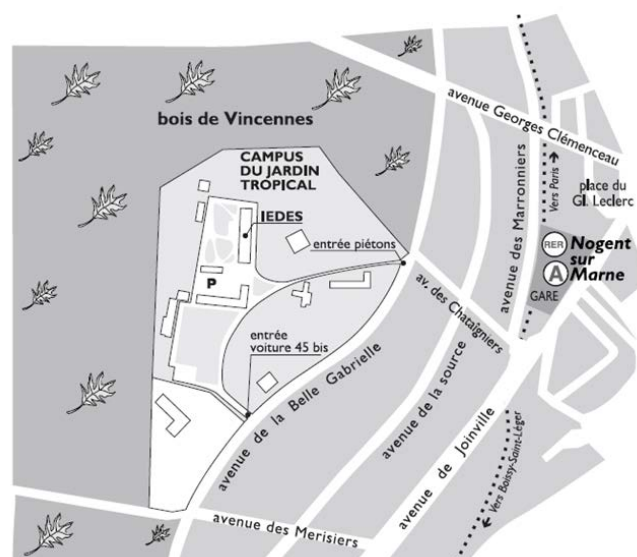 bois de Vincennes
CAMPUS
DU JARDIN
TROPICAL
IEDES
entrée piétons
P
entrée
voiture 45 bis
avenue Georges Clémenceau
avenue des Marronniers
Vers Paris
place du
Gl. Leclerc
RER
A
Nogent
sur
Marne
GARE
av. des Chataîgniers
avenue de la Belle Gabrielle
avenue de la source
avenue de Joinville
Vers Boissy-Saint-Léger
avenue des Merisiers